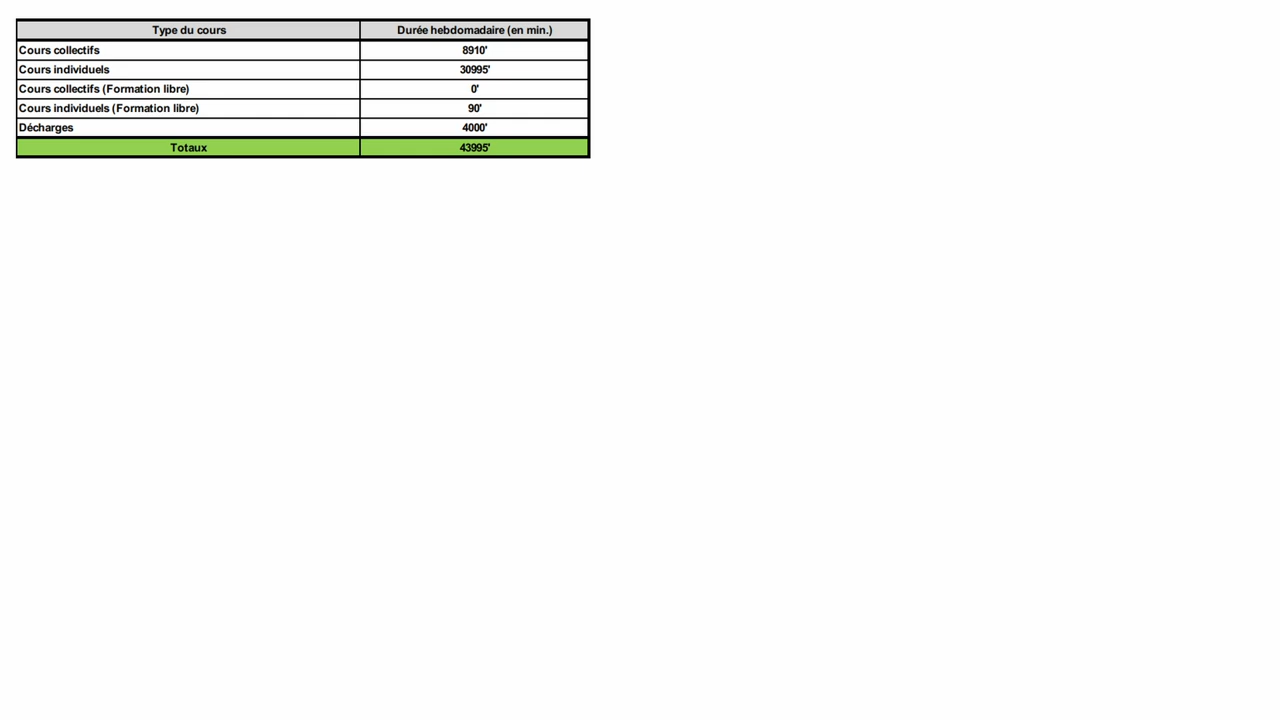 Type du cours Durée hebdomadaire (en min.)
Cours collectifs 8910'
Cours individuels 30995'
Cours collectifs (Formation libre) 0'
Cours individuels (Formation libre) 90'
Décharges 4000'
Totaux 43995'